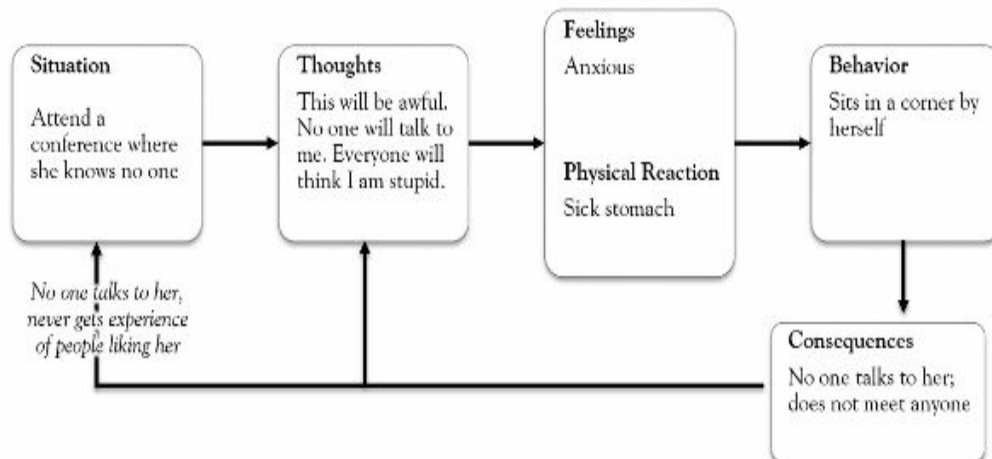 Situation
Attend a
conference where
she knows no one
Thoughts
This will be awful.
No one will talk to
me. Everyone will
think I am stupid.
Feelings
Anxious
Physical Reaction
Sick stomach
Behavior
Sits in a corner by
herself
Consequences
No one talks to her;
does not meet anyone
No one talks to her,
never gets experience
of people liking her